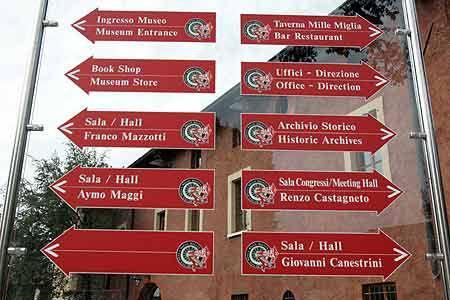 Ingresso Museo
Museum Entrance
Book Shop
Museum Store
Sala / Hall
Franco Mazzotti
Sala / Hall
Aymo Maggi
Taverna Mille Miglia
Bar Restaurant
Uffici - Direzione
Office - Direction
Archivio Storico
Historic Archives
Sala Congressi/Meeting Hall
Renzo Castagneto
Sala / Hall
Giovanni Canestrini